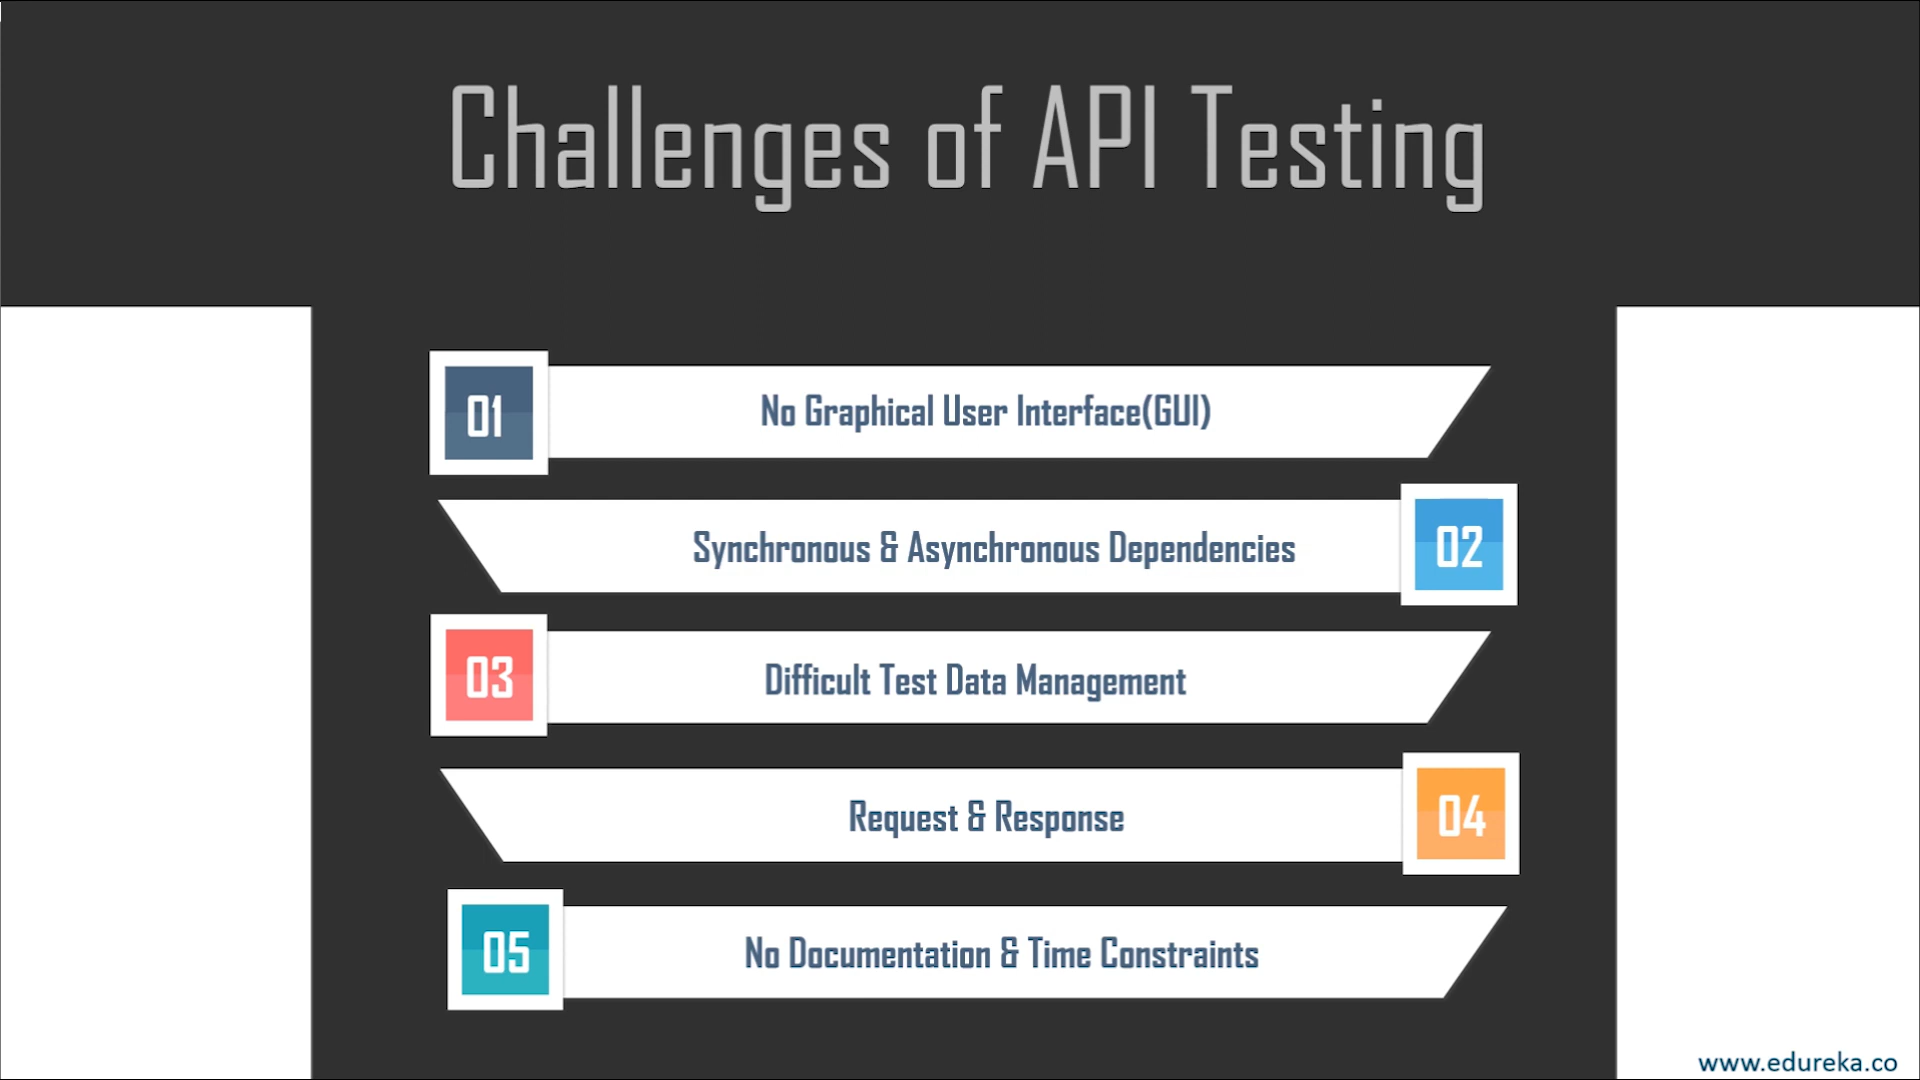 Challenges of API Testing
01
No Graphical User Interface(GUI)
Synchronous & Asynchronous Dependencies
02
03
Difficult Test Data Management
Request & Response
04
05
No Documentation & Time Constraints
www.edureka.co